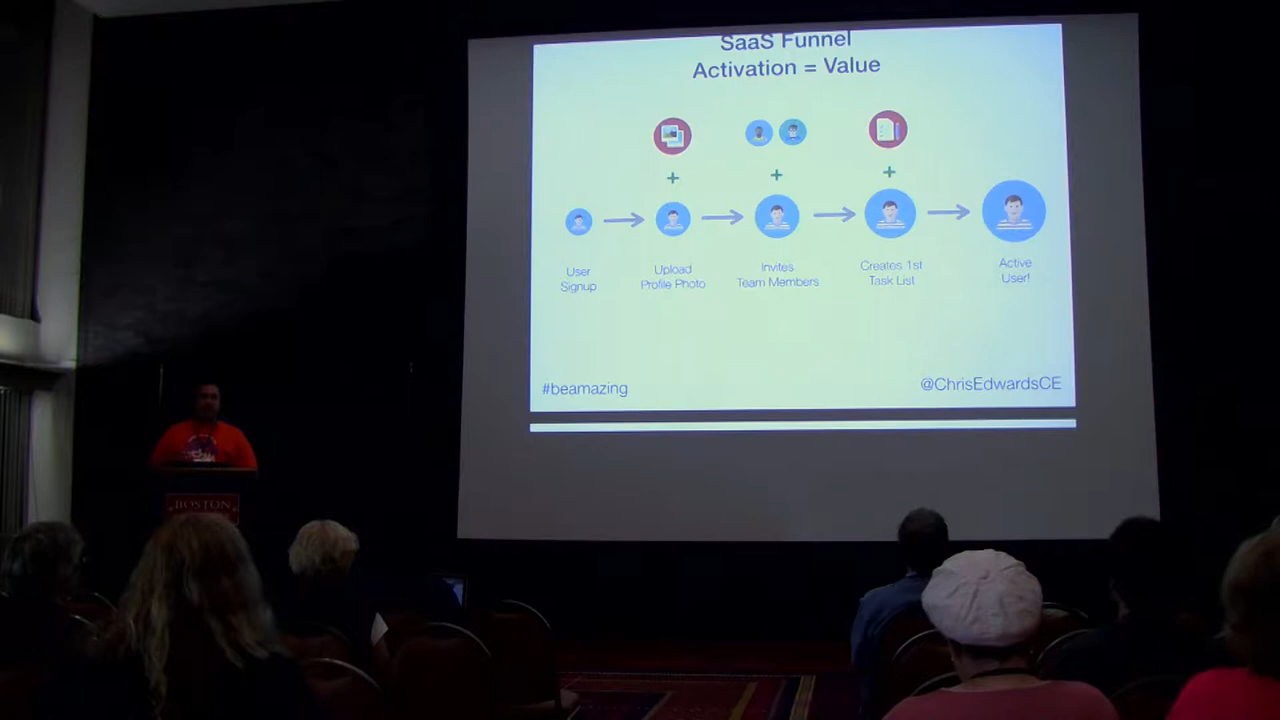 SaaS Funnel
Activation = Value
User
Signup
Upload
Profile Photo
Invites
Team Members
Creates 1st
Task List
Active
User!
#beamazing
@ChrisEdwardsCE
BOSTON